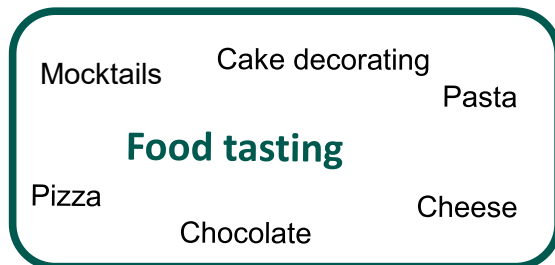 Mocktails
Cake decorating
Pasta
Food tasting
Pizza
Cheese
Chocolate